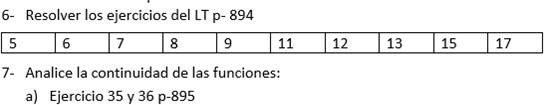 6- Resolver los ejercicios del LT p- 894
5 6 7 8 9 11 12 13 15 17
7- Analice la continuidad de las funciones:
a) Ejercicio 35 y 36 p-895